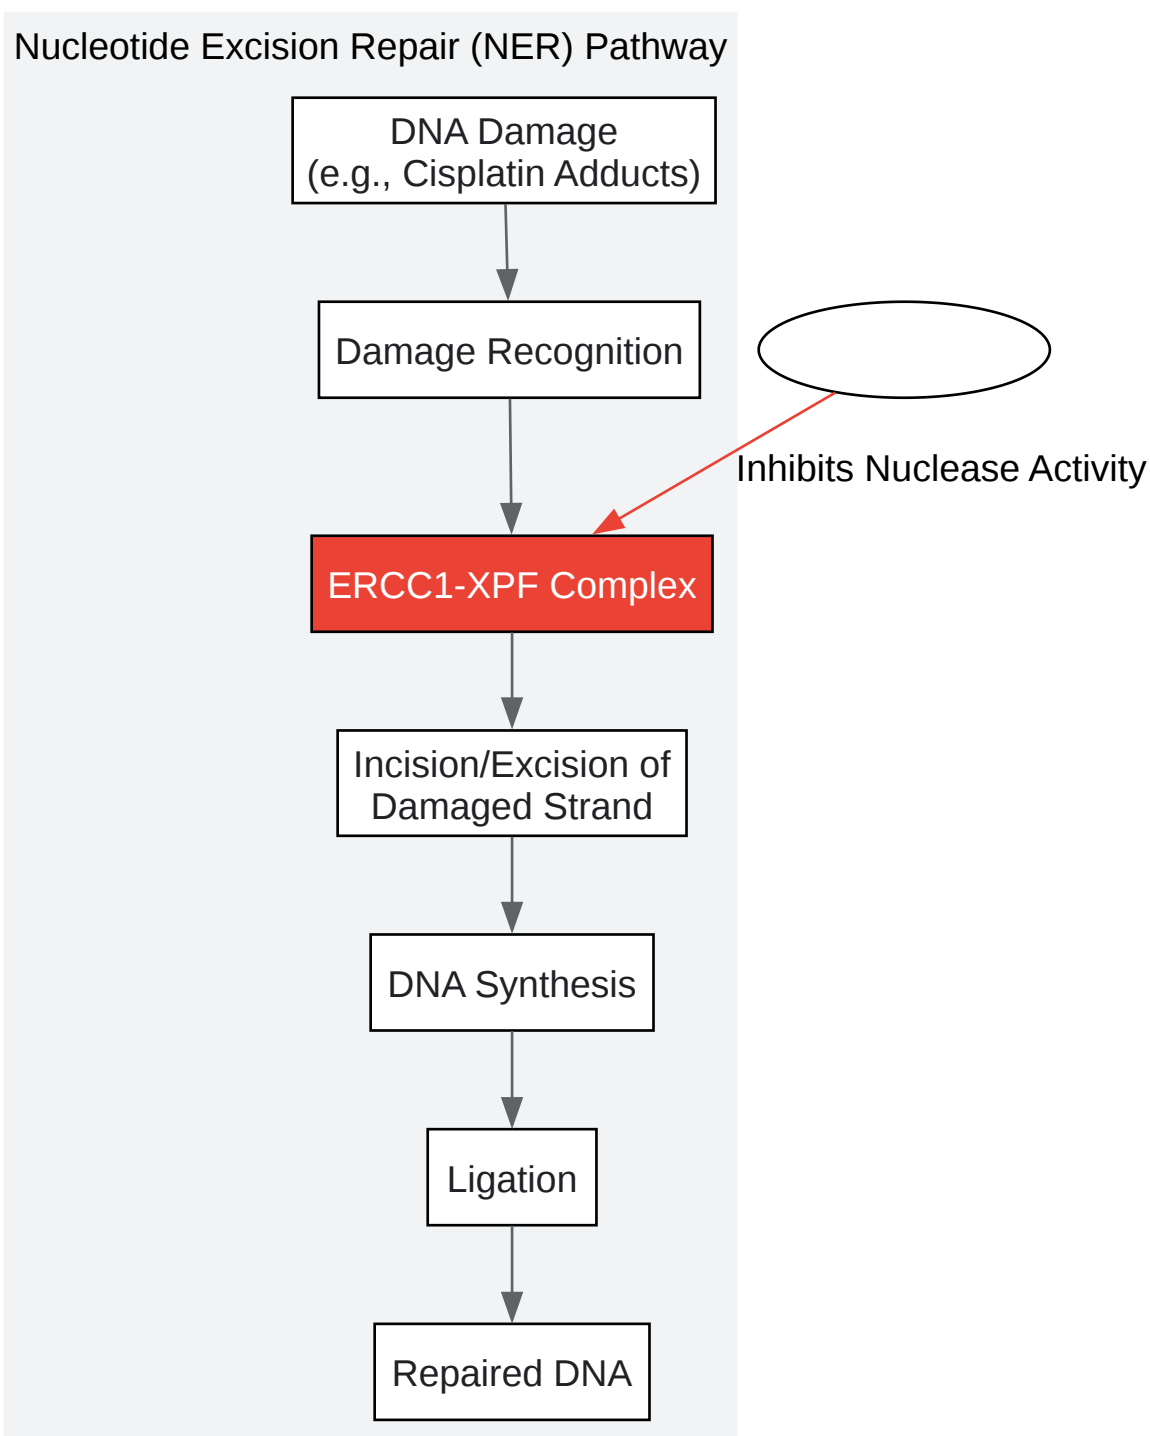 Nucleotide Excision Repair (NER) Pathway
DNA Damage
(e.g., Cisplatin Adducts)
Damage Recognition
Inhibits Nuclease Activity
ERCC1-XPF Complex
Incision/Excision of
Damaged Strand
DNA Synthesis
Ligation
Repaired DNA